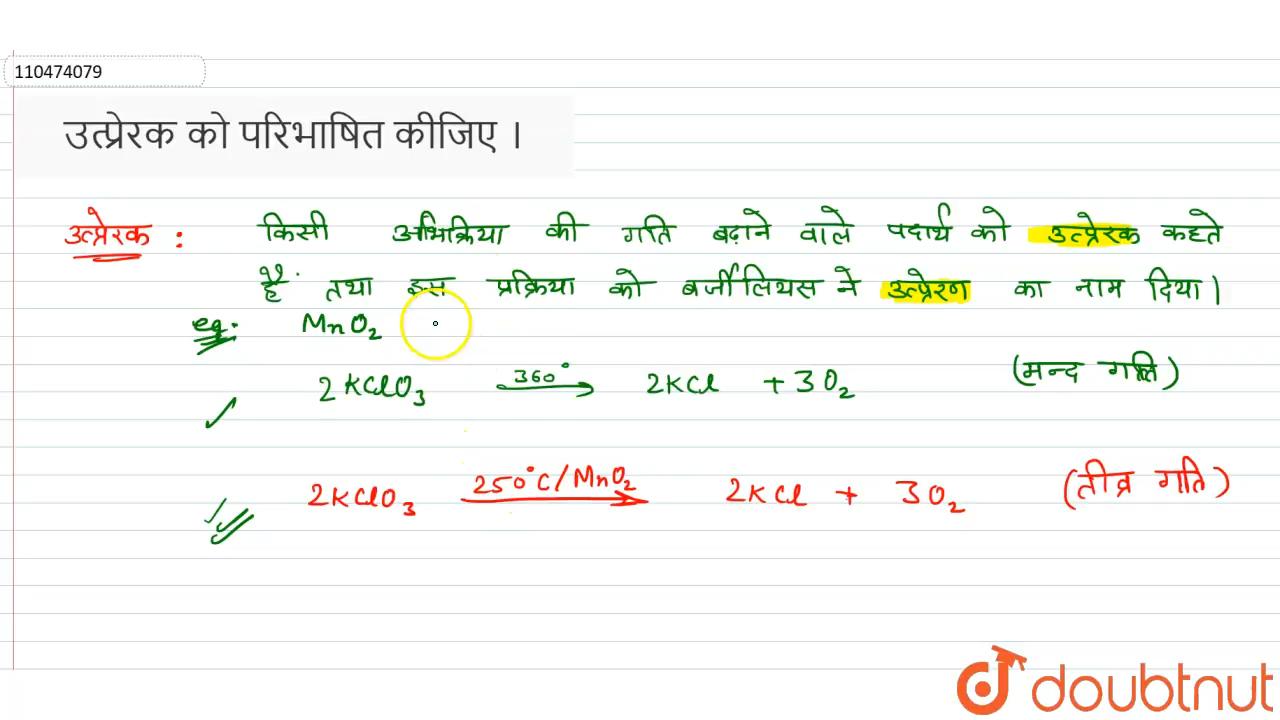 110474079
उत्प्रेरक को परिभाषित कीजिए ।
उत्प्रेरक : किसी अभिक्रिया की गति बढ़ाने वाले पदार्थ को उत्प्रेरक कहते
है तथा इस प्रक्रिया को बर्जीलियस ने उत्प्रेरण का नाम दिया।
eg. MnO₂
2KClO₃ 360° → 2KCl + 3O₂ (मन्द गति)
2KClO₃ 250°C/MnO₂ → 2KCl + 3O₂ (तीव्र गति)
doubtnut